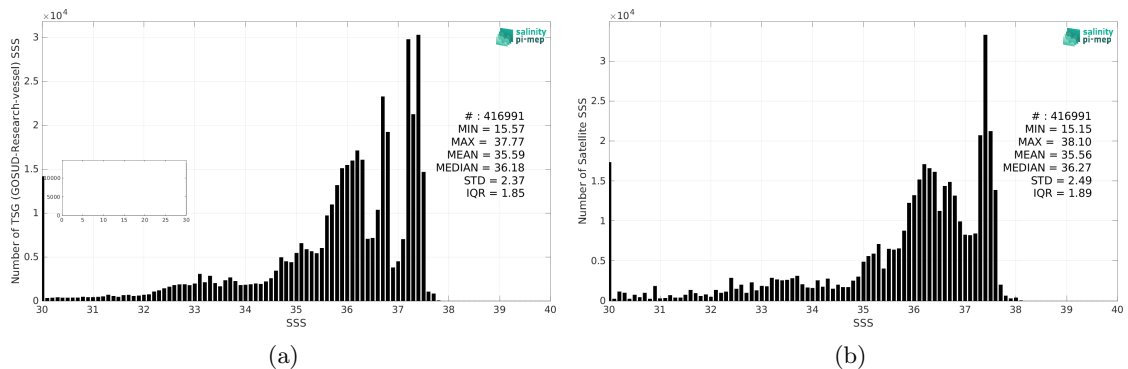 ×10⁴
3
2.5
2
1.5
1
0.5
0
Number of TSG (GOSUD-Research-vessel) SSS
salinity
pi-mep
# : 416991
MIN = 15.57
MAX = 37.77
MEAN = 35.59
MEDIAN = 36.18
STD = 2.37
IQR = 1.85
10000
5000
0
0 5 10 15 20 25 30
30 31 32 33 34 35 36 37 38 39 40
SSS
(a)
×10⁴
3
2.5
2
1.5
1
0.5
0
Number of Satellite SSS
salinity
pi-mep
# : 416991
MIN = 15.15
MAX = 38.10
MEAN = 35.56
MEDIAN = 36.27
STD = 2.49
IQR = 1.89
30 31 32 33 34 35 36 37 38 39 40
SSS
(b)